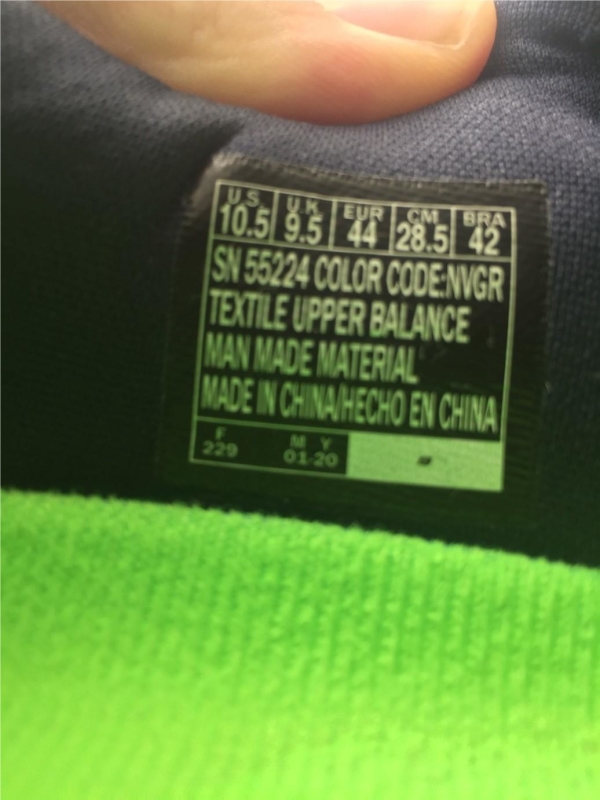 U.S. U.K. EUR CM BRA
10.5 9.5 44 28.5 42
SN 55224 COLOR CODE:NVGR
TEXTILE UPPER BALANCE
MAN MADE MATERIAL
MADE IN CHINA/HECHO EN CHINA
F M Y
229 01-20